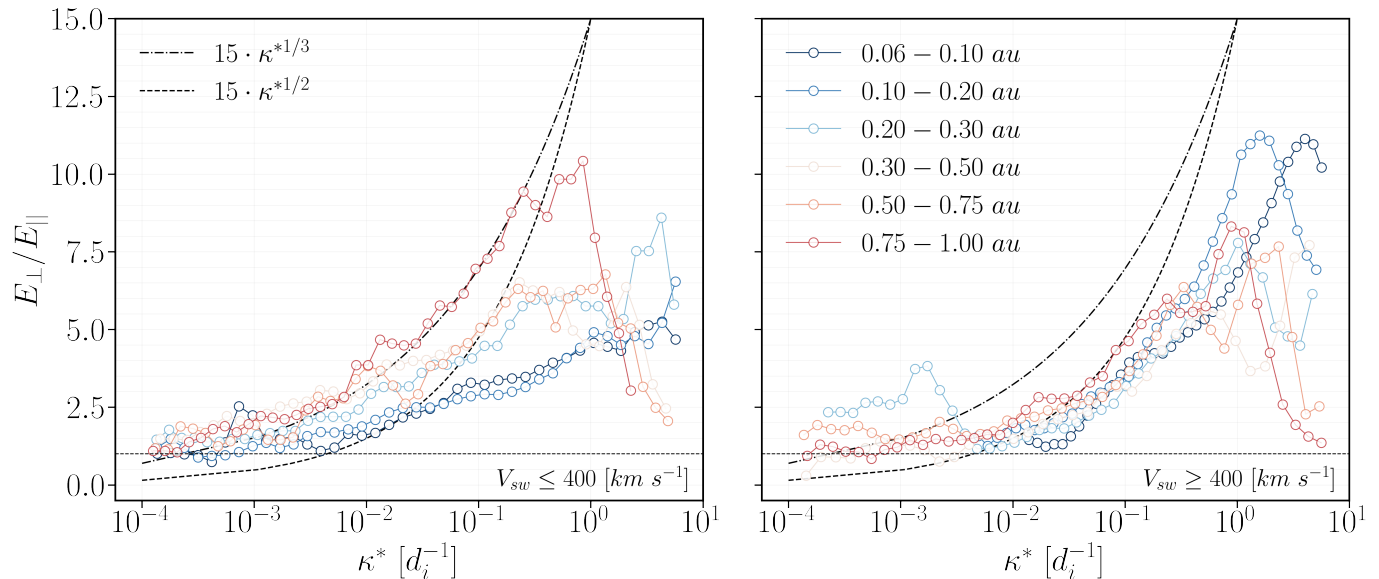 15.0
12.5
10.0
7.5
5.0
2.5
0.0
E⊥/E||
15 · κ*1/3
15 · κ*1/2
Vsw ≤ 400 [km s−1]
10−4 10−3 10−2 10−1 100 101
κ* [di−1]
0.06 − 0.10 au
0.10 − 0.20 au
0.20 − 0.30 au
0.30 − 0.50 au
0.50 − 0.75 au
0.75 − 1.00 au
Vsw ≥ 400 [km s−1]
10−4 10−3 10−2 10−1 100 101
κ* [di−1]